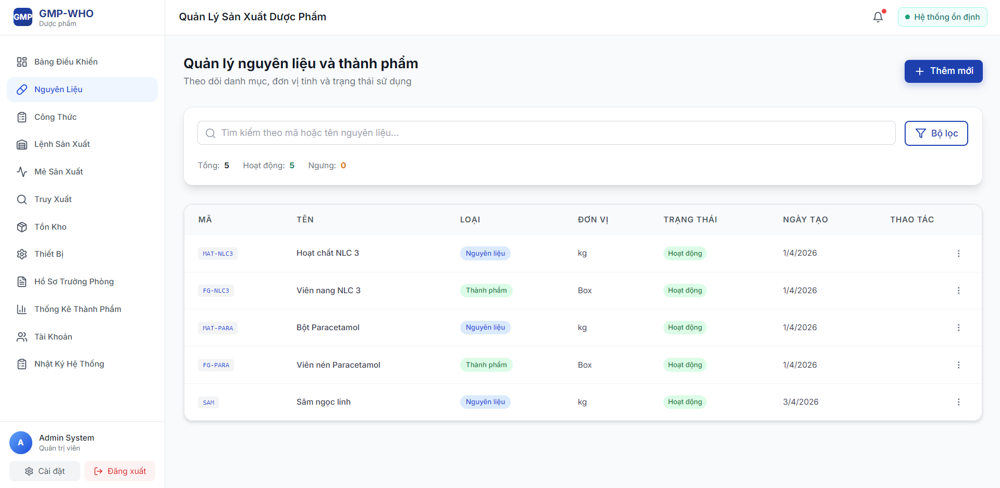 GMP
GMP-WHO
Dược phẩm
Quản Lý Sản Xuất Dược Phẩm
Hệ thống ổn định
Bảng Điều Khiển
Nguyên Liệu
Công Thức
Lệnh Sản Xuất
Mẻ Sản Xuất
Truy Xuất
Tồn Kho
Thiết Bị
Hồ Sơ Trưởng Phòng
Thống Kê Thành Phẩm
Tài Khoản
Nhật Ký Hệ Thống
A
Admin System
Quản trị viên
Cài đặt
Đăng xuất
Quản lý nguyên liệu và thành phẩm
Theo dõi danh mục, đơn vị tính và trạng thái sử dụng
Thêm mới
Tìm kiếm theo mã hoặc tên nguyên liệu...
Bộ lọc
Tổng: 5 Hoạt động: 5 Ngưng: 0
MÃ TÊN LOẠI ĐƠN VỊ TRẠNG THÁI NGÀY TẠO THAO TÁC
MAT-NLC3 Hoạt chất NLC 3 Nguyên liệu kg Hoạt động 1/4/2026
FG-NLC3 Viên nang NLC 3 Thành phẩm Box Hoạt động 1/4/2026
MAT-PARA Bột Paracetamol Nguyên liệu kg Hoạt động 1/4/2026
FG-PARA Viên nén Paracetamol Thành phẩm Box Hoạt động 1/4/2026
SAM Sâm ngọc linh Nguyên liệu kg Hoạt động 3/4/2026